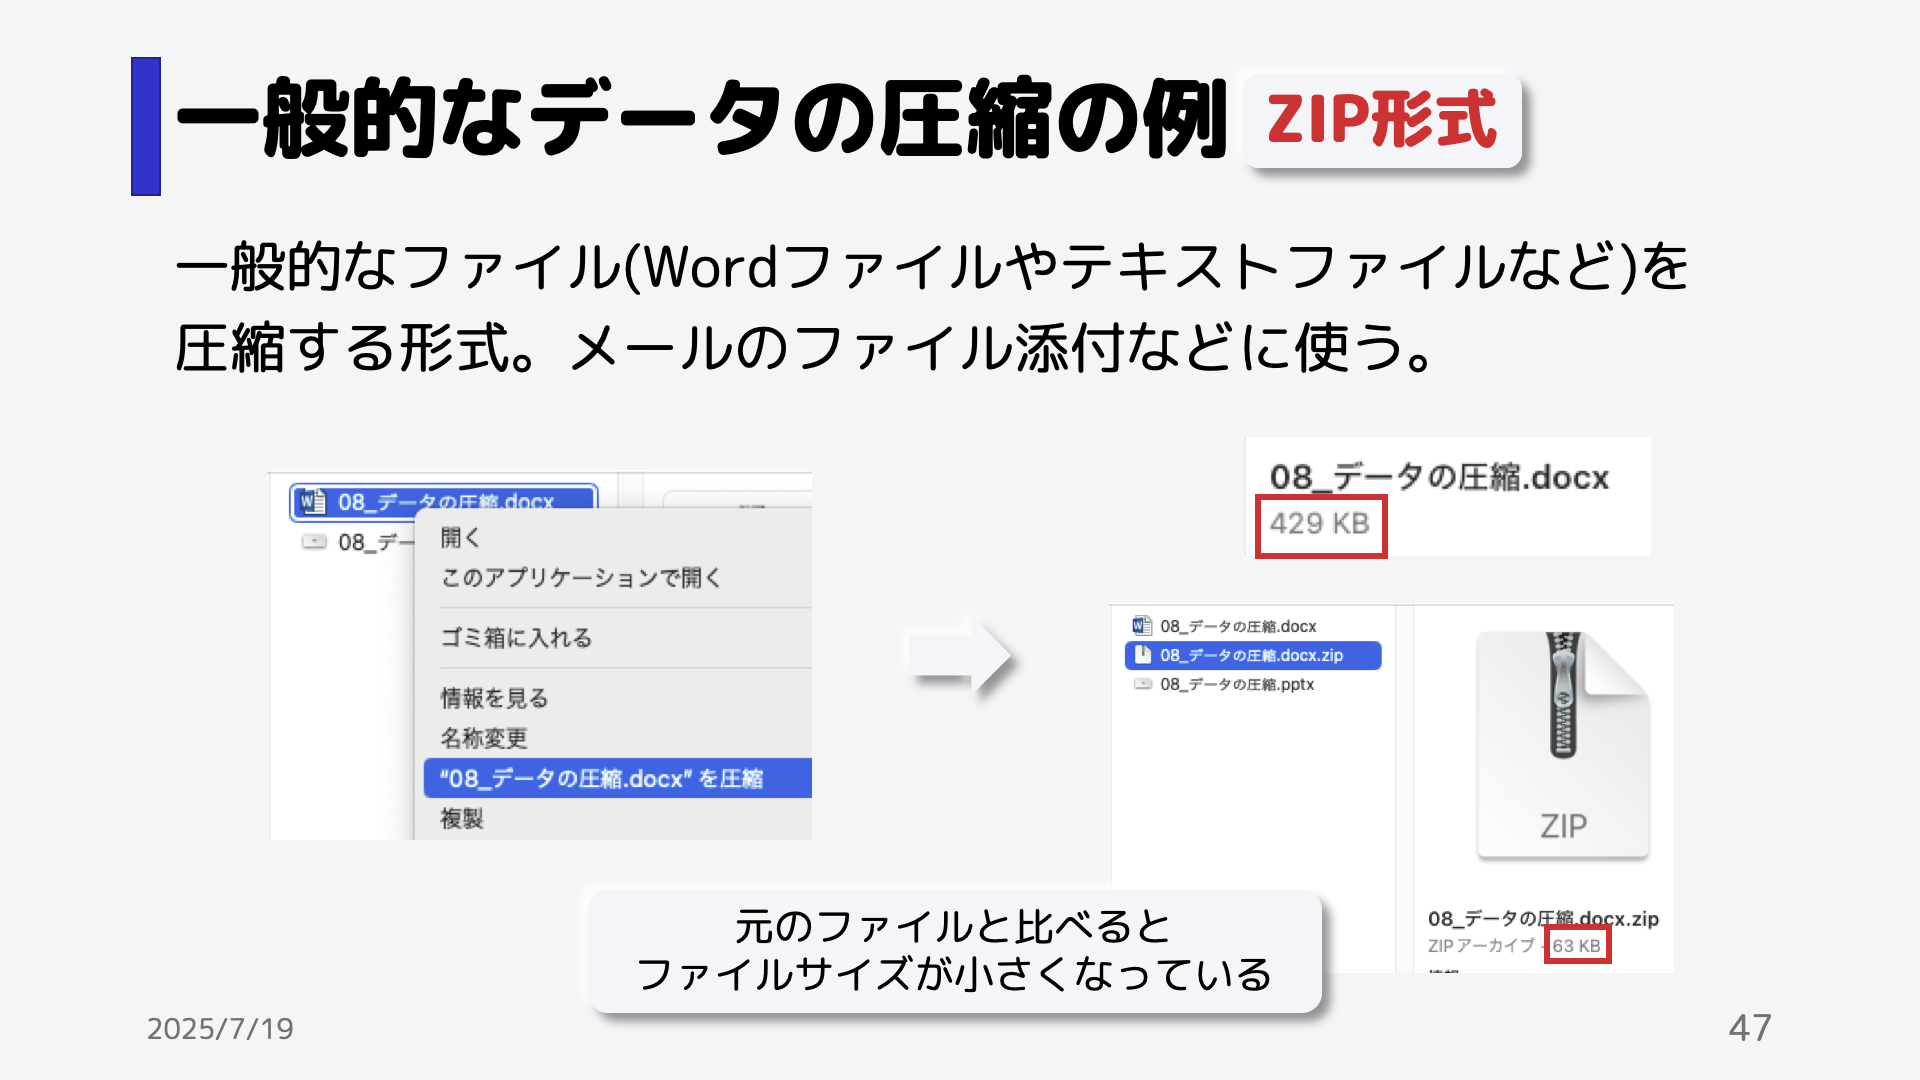 一般的なデータの圧縮の例 ZIP形式
一般的なファイル(Wordファイルやテキストファイルなど)を
圧縮する形式。メールのファイル添付などに使う。
08_データの圧縮.docx
08_デー
開く
このアプリケーションで開く
ゴミ箱に入れる
情報を見る
名称変更
“08_データの圧縮.docx” を圧縮
複製
08_データの圧縮.docx
429 KB
08_データの圧縮.docx
08_データの圧縮.docx.zip
08_データの圧縮.pptx
ZIP
08_データの圧縮.docx.zip
ZIPアーカイブ - 63 KB
元のファイルと比べると
ファイルサイズが小さくなっている
2025/7/19
47